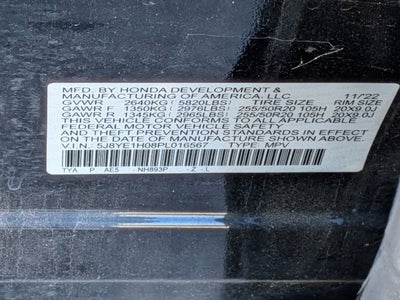 MFD. BY HONDA DEVELOPMENT &
MANUFACTURING OF AMERICA, LLC 11/22
GVWR 2640KG (5820LBS) TIRE SIZE RIM SIZE
GAWR F 1350KG (2976LBS) 255/50R20 105H 20X9.0J
GAWR R 1345KG (2965LBS) 255/50R20 105H 20X9.0J
THIS VEHICLE CONFORMS TO ALL APPLICABLE
FEDERAL MOTOR VEHICLE SAFETY, BUMPER
AND THEFT PREVENTION STANDARDS IN EFFECT
ON THE DATE OF MANUFACTURE SHOWN ABOVE.
V.I.N.: 5J8YE1H08PL016567 TYPE: MPV
TYA P AE5 NH893P - Z - L